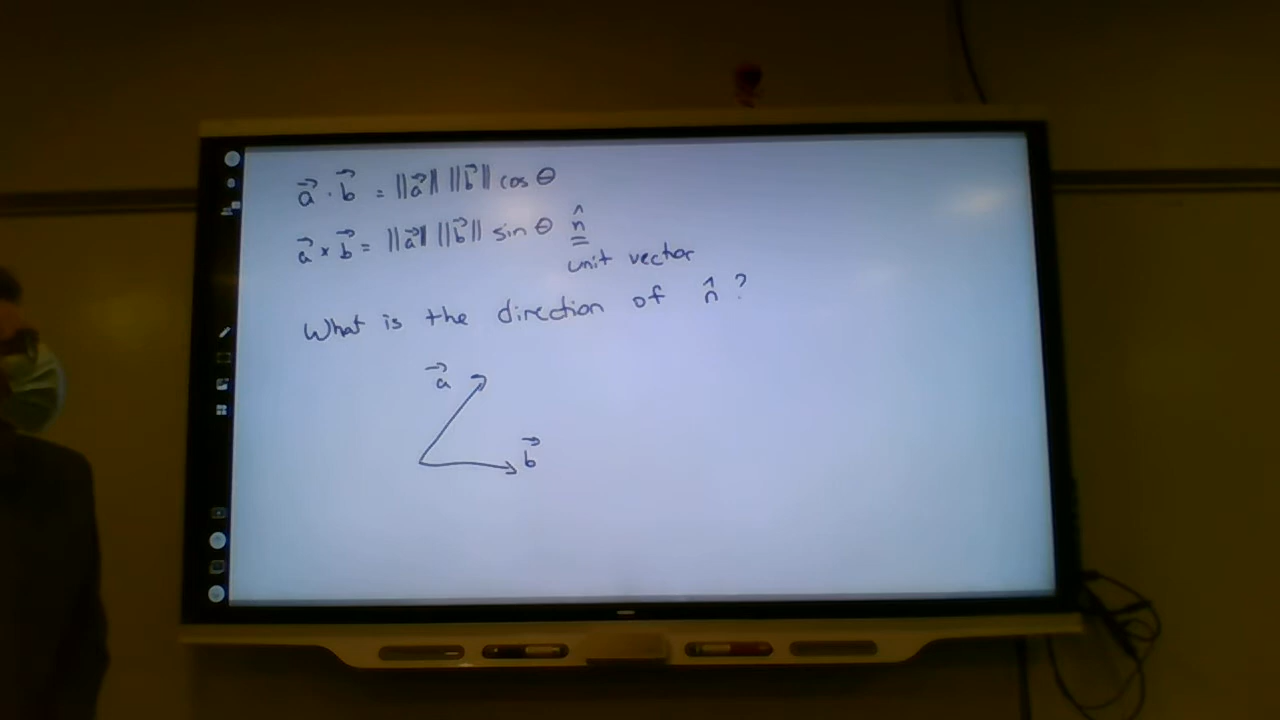 a⃗ · b⃗ = ||a⃗|| ||b⃗|| cos θ
a⃗ × b⃗ = ||a⃗|| ||b⃗|| sin θ n̂
unit vector
What is the direction of n̂ ?
a⃗
b⃗